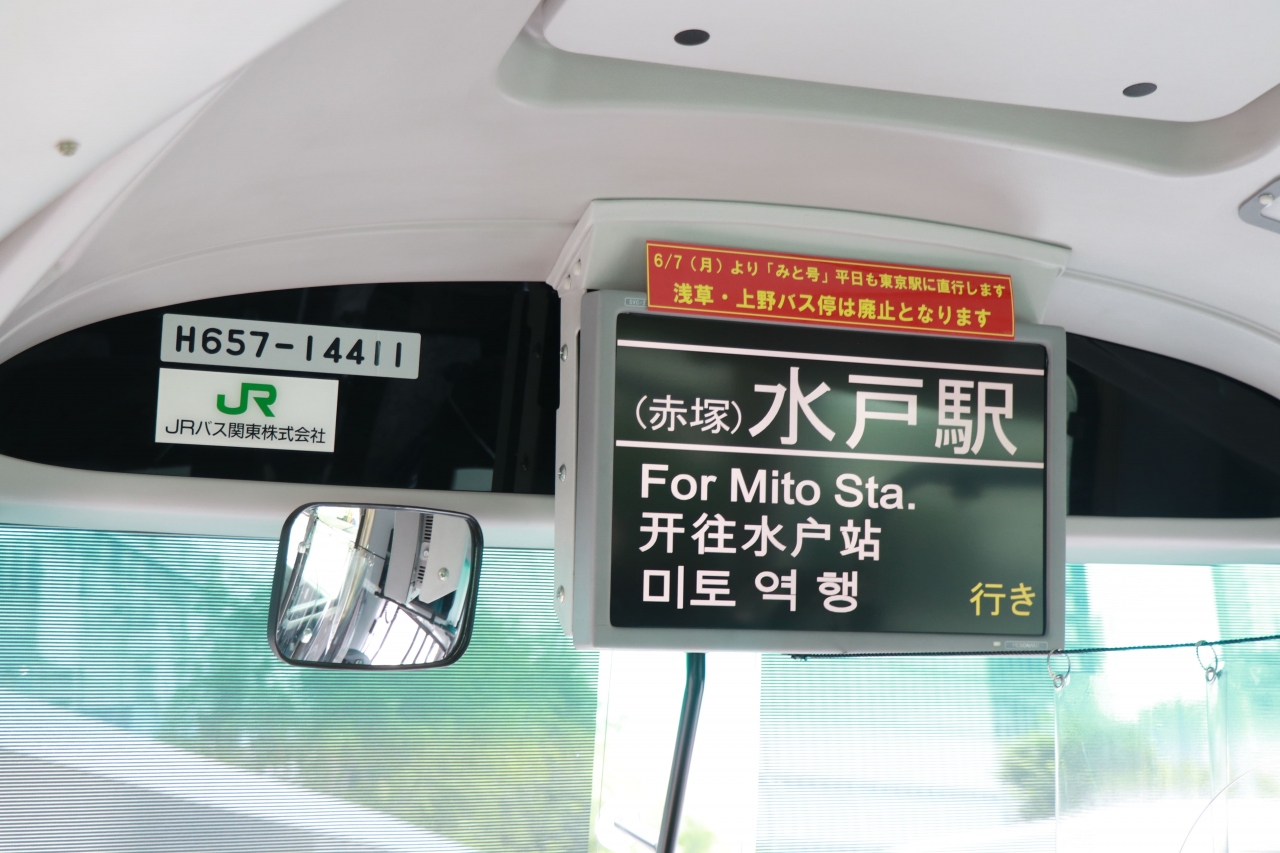 6/7（月）より「みと号」平日も東京駅に直行します
浅草・上野バス停は廃止となります
H657-14411
JR
JRバス関東株式会社
（赤塚）水戸駅
For Mito Sta.
开往水户站
미토 역 행
行き